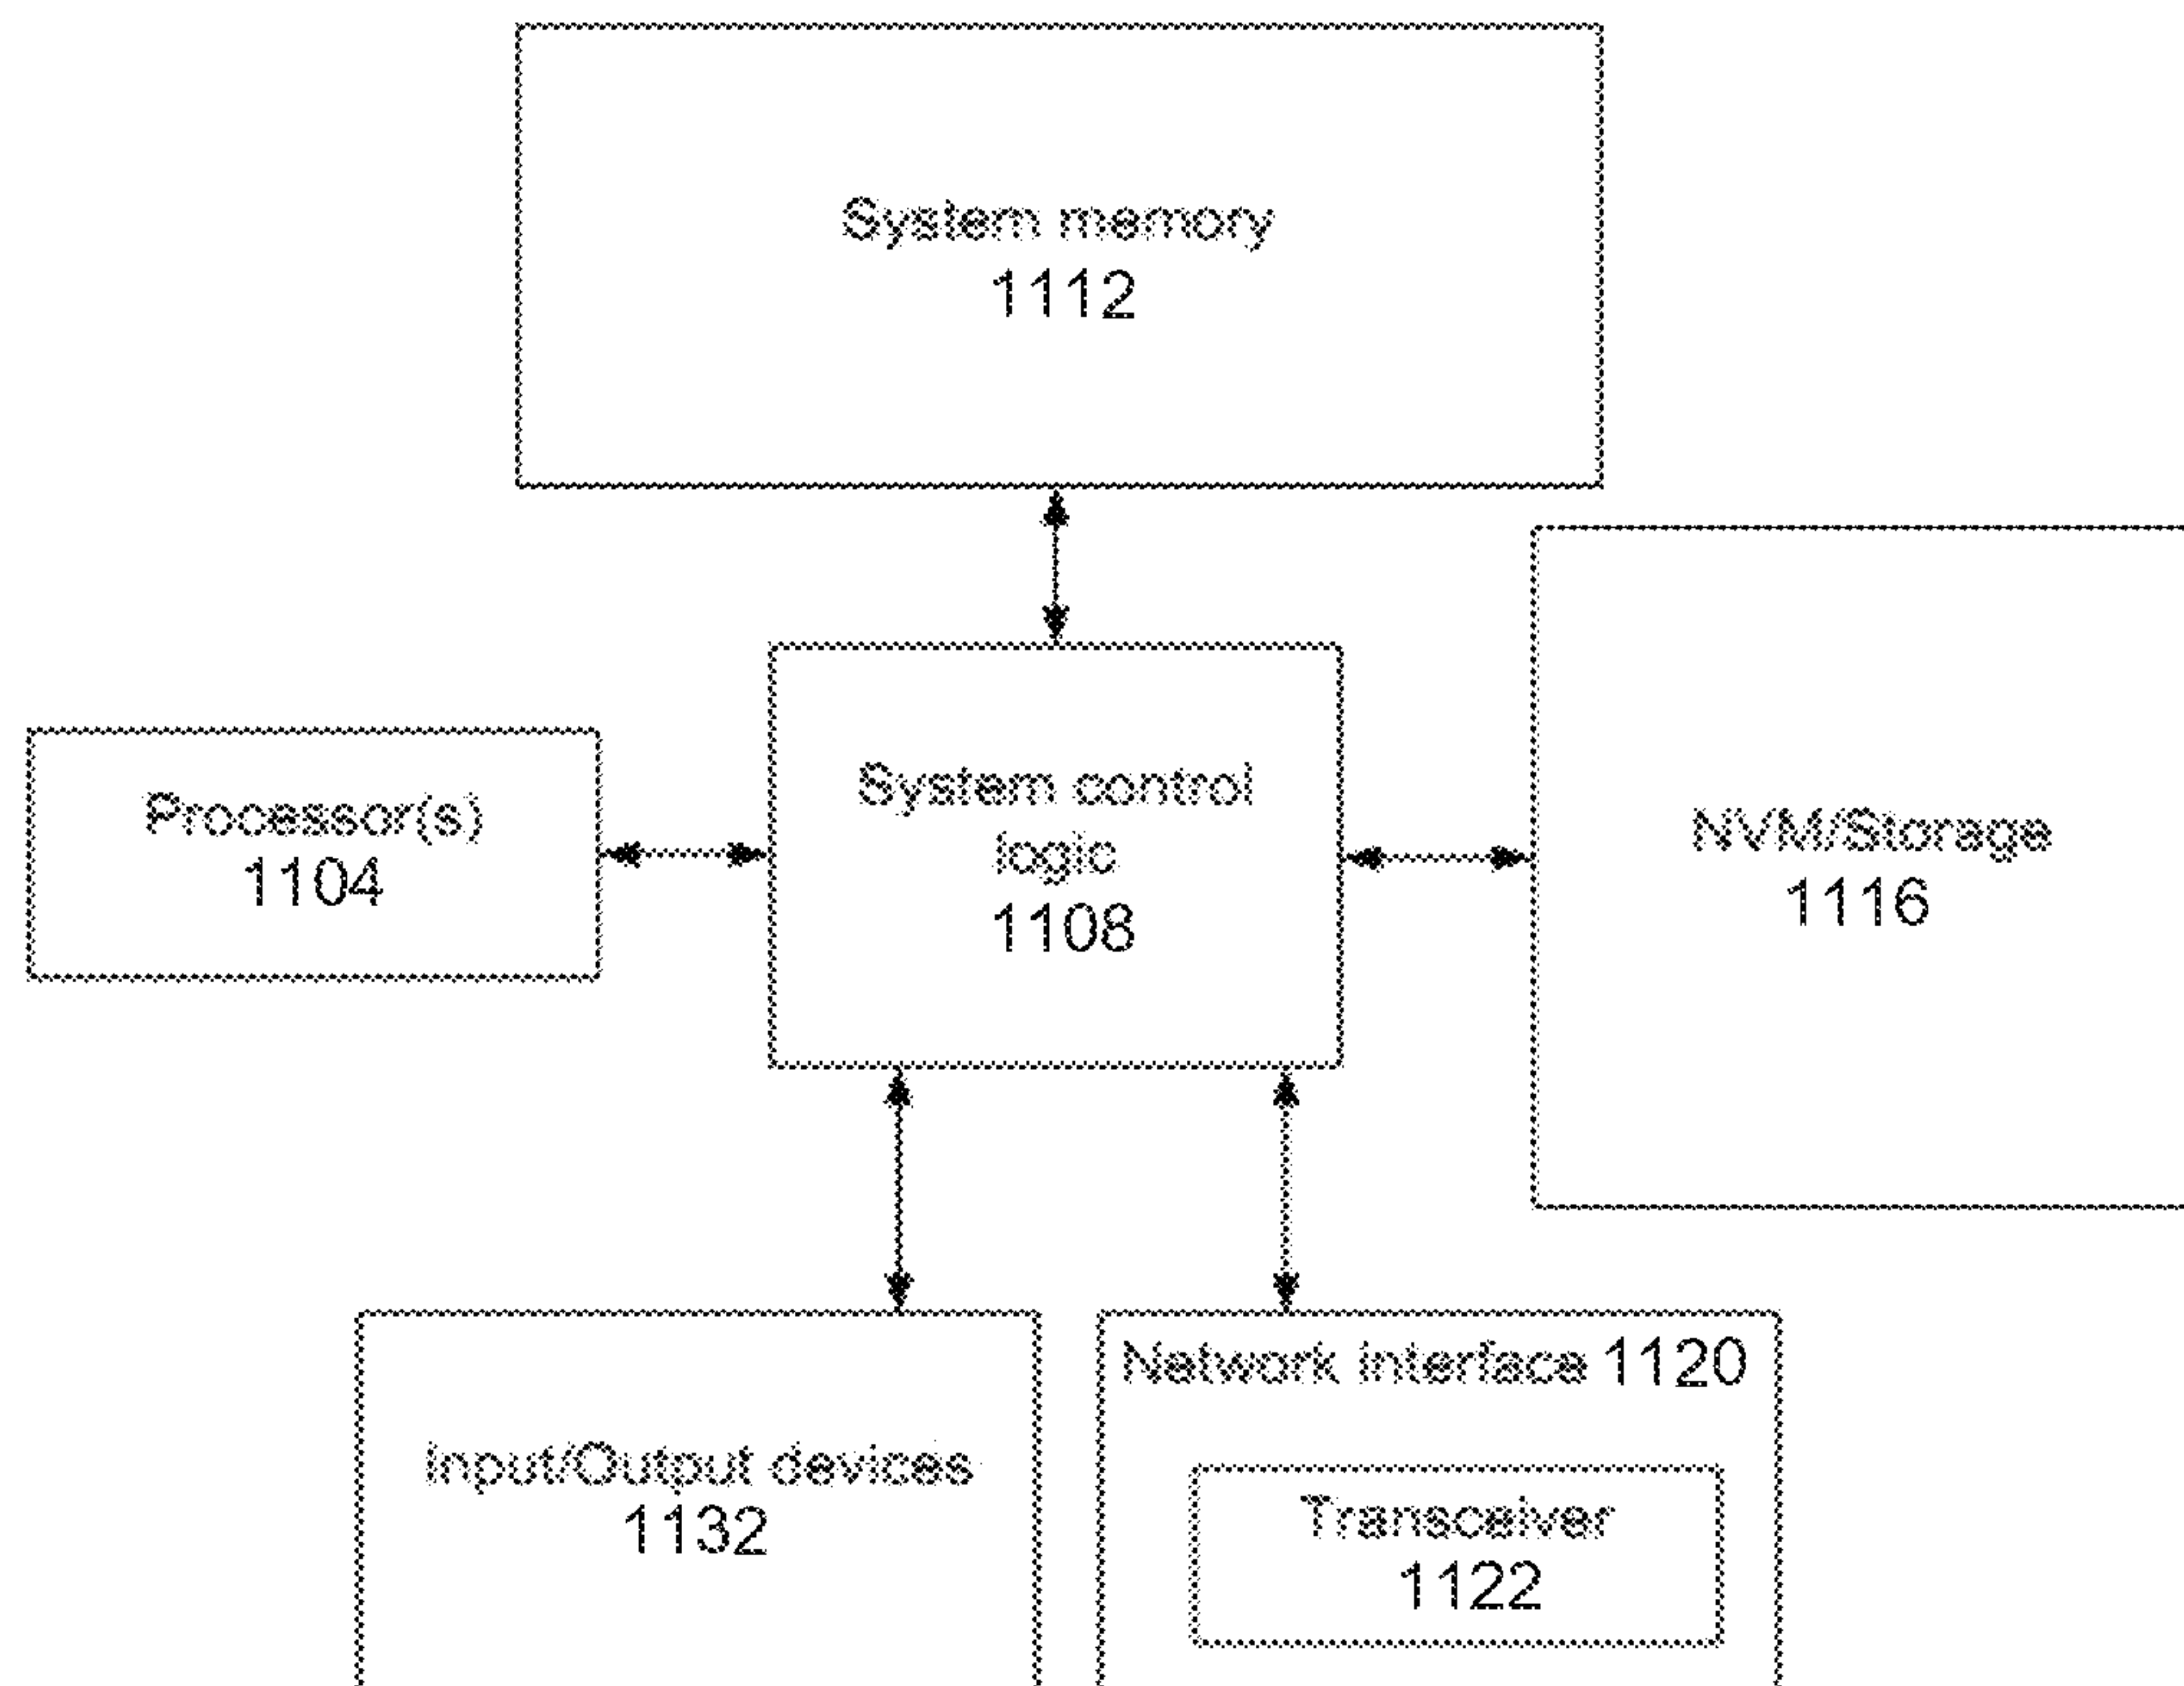 System memory
1112
Processor(s)
1104
System control
logic
1108
NVM/Storage
1116
Input/Output devices
1132
Network interface 1120
Transceiver
1122